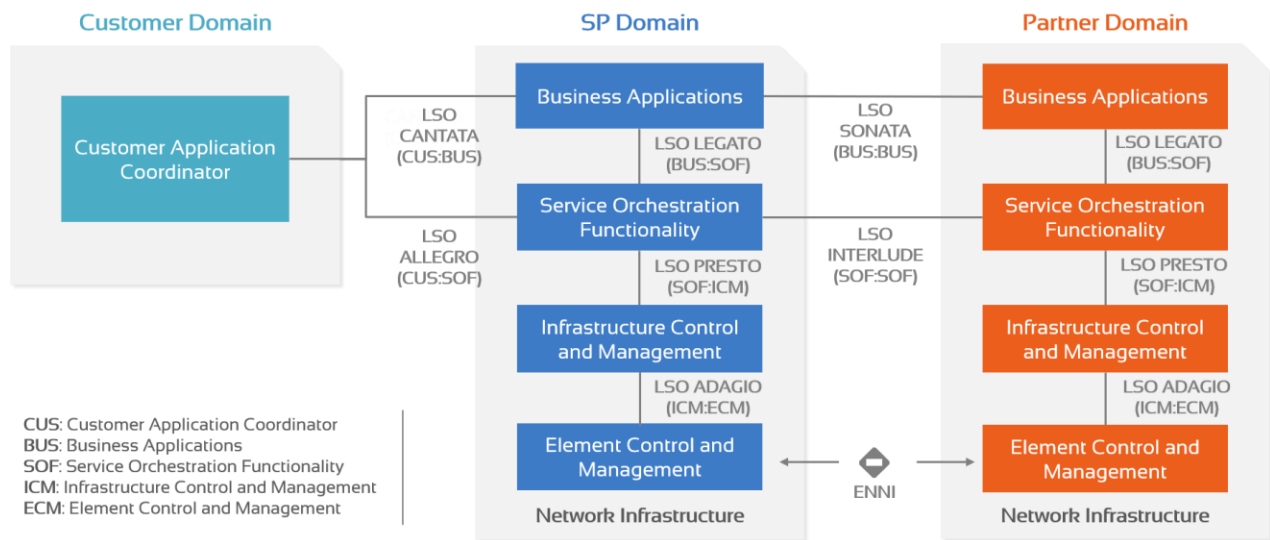 Customer Domain
SP Domain
Partner Domain
Customer Application
Coordinator
LSO
CANTATA
(CUS:BUS)
LSO
ALLEGRO
(CUS:SOF)
Business Applications
LSO LEGATO
(BUS:SOF)
Service Orchestration
Functionality
LSO PRESTO
(SOF:ICM)
Infrastructure Control
and Management
LSO ADAGIO
(ICM:ECM)
Element Control and
Management
Network Infrastructure
LSO
SONATA
(BUS:BUS)
LSO
INTERLUDE
(SOF:SOF)
ENNI
Business Applications
LSO LEGATO
(BUS:SOF)
Service Orchestration
Functionality
LSO PRESTO
(SOF:ICM)
Infrastructure Control
and Management
LSO ADAGIO
(ICM:ECM)
Element Control and
Management
Network Infrastructure
CUS: Customer Application Coordinator
BUS: Business Applications
SOF: Service Orchestration Functionality
ICM: Infrastructure Control and Management
ECM: Element Control and Management